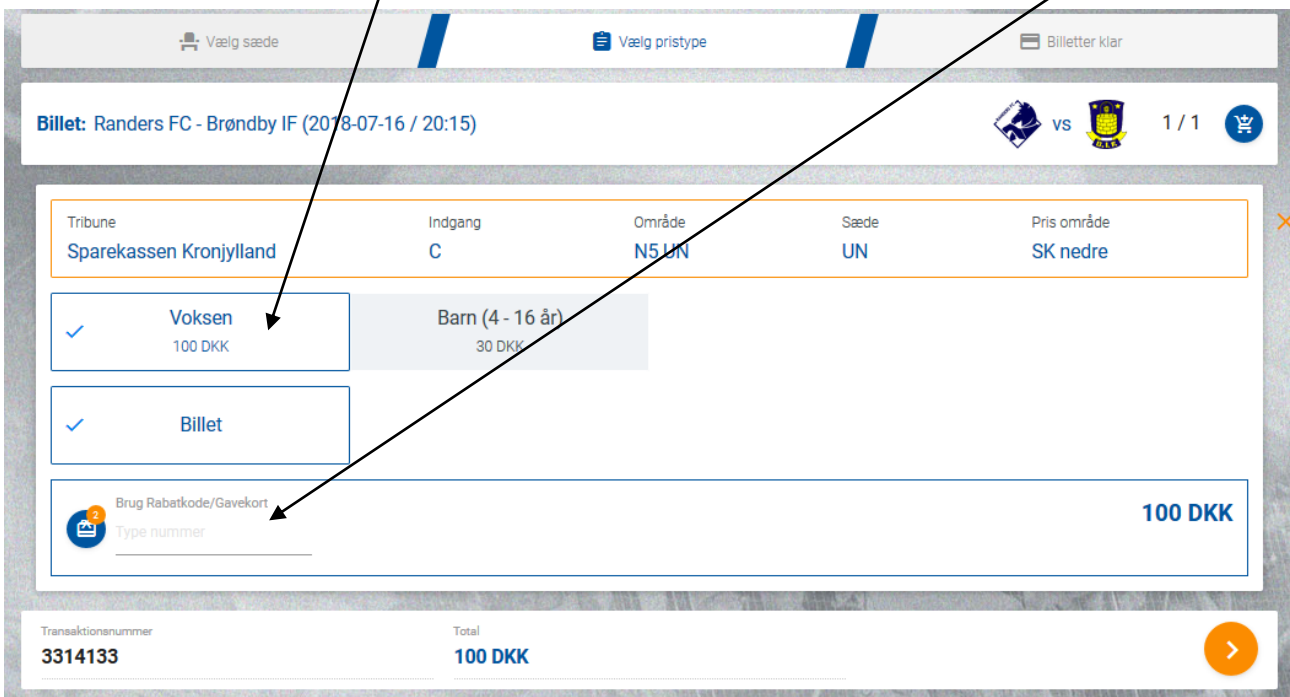 Vælg sæde
Vælg pristype
Billetter klar
Billet: Randers FC - Brøndby IF (2018-07-16 / 20:15)
vs
B.I.F.
1 / 1
Tribune
Indgang
Område
Sæde
Pris område
Sparekassen Kronjylland
C
N5 UN
UN
SK nedre
Voksen
100 DKK
Barn (4 - 16 år)
30 DKK
Billet
2
Brug Rabatkode/Gavekort
Type nummer
100 DKK
Transaktionsnummer
Total
3314133
100 DKK